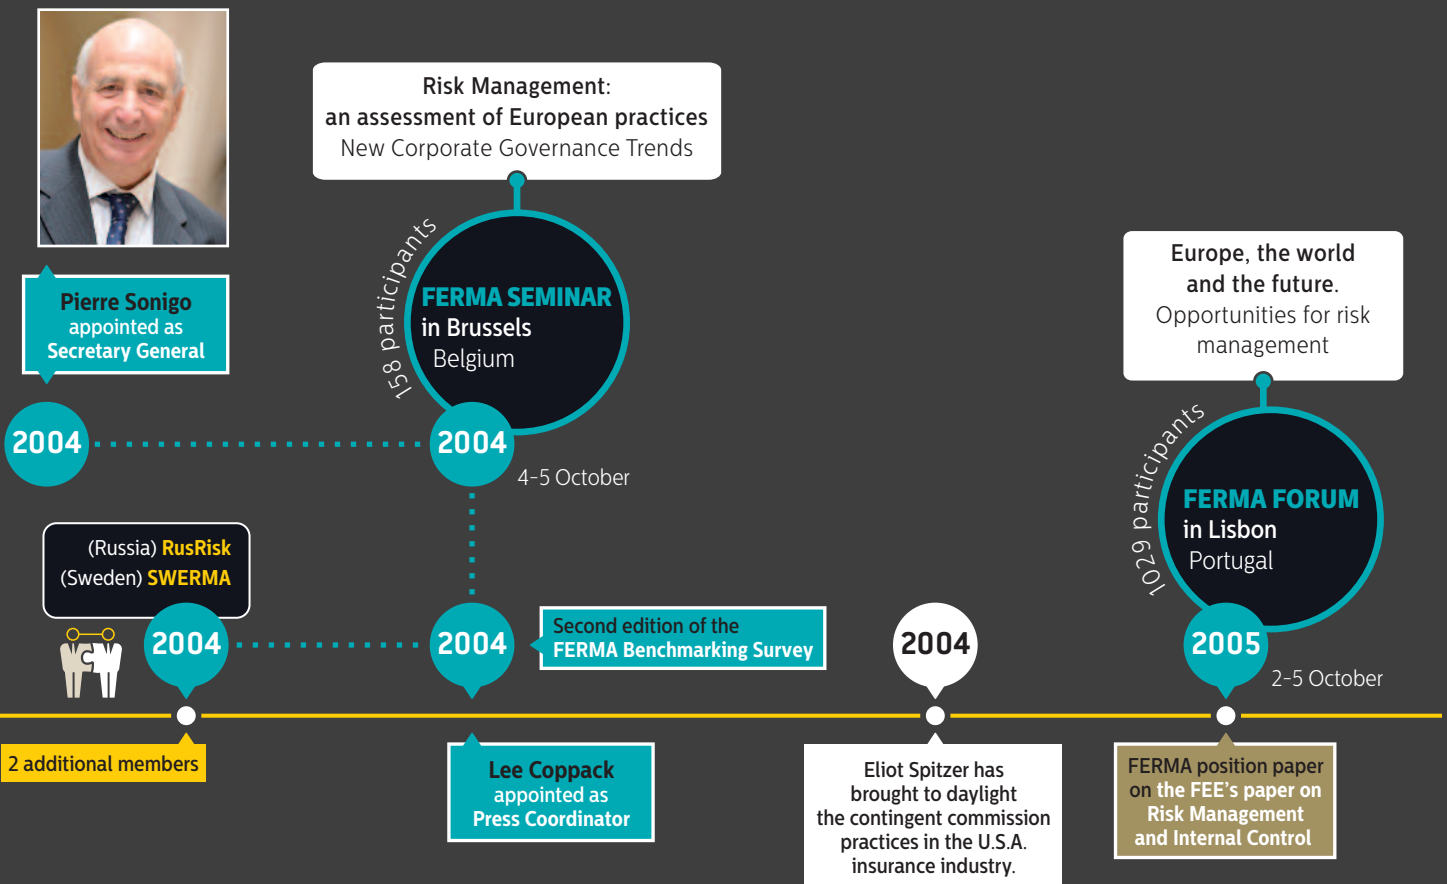 Risk Management:
an assessment of European practices
New Corporate Governance Trends
158 participants
FERMA SEMINAR
in Brussels
Belgium
Pierre Sonigo
appointed as
Secretary General
2004
2004
4-5 October
Europe, the world
and the future.
Opportunities for risk
management
1029 participants
FERMA FORUM
in Lisbon
Portugal
2005
2-5 October
(Russia) RusRisk
(Sweden) SWERMA
2004
2004
Second edition of the
FERMA Benchmarking Survey
2004
2 additional members
Lee Coppack
appointed as
Press Coordinator
Eliot Spitzer has
brought to daylight
the contingent commission
practices in the U.S.A.
insurance industry.
FERMA position paper
on the FEE's paper on
Risk Management
and Internal Control